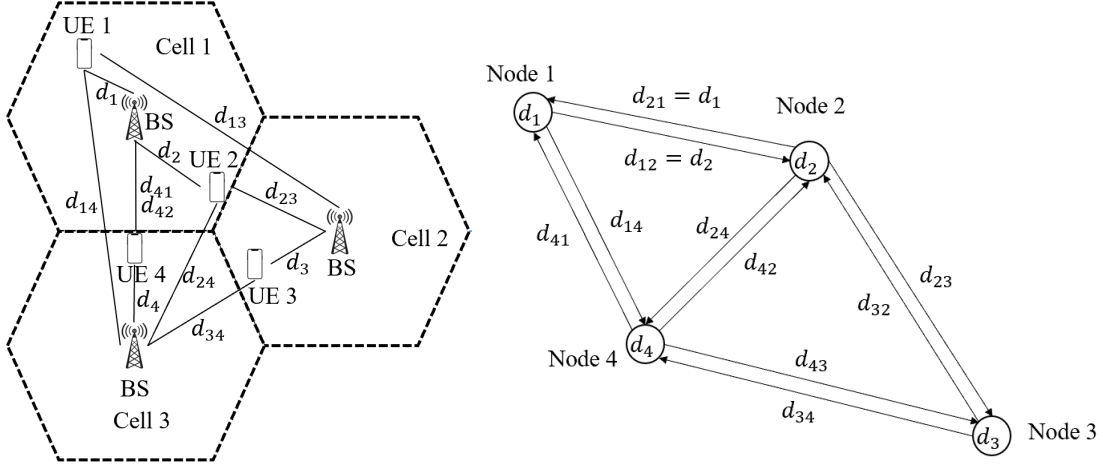 UE 1
Cell 1
d₁
BS
d₁₃
d₂
UE 2
d₄₁
d₄₂
d₁₄
d₂₃
Cell 2
UE 4
d₂₄
d₃
BS
UE 3
d₄
d₃₄
BS
Cell 3
Node 1
d₁
d₂₁ = d₁
Node 2
d₁₂ = d₂
d₂
d₄₁
d₁₄
d₂₄
d₄₂
d₂₃
d₃₂
Node 4
d₄
d₄₃
d₃₄
d₃
Node 3